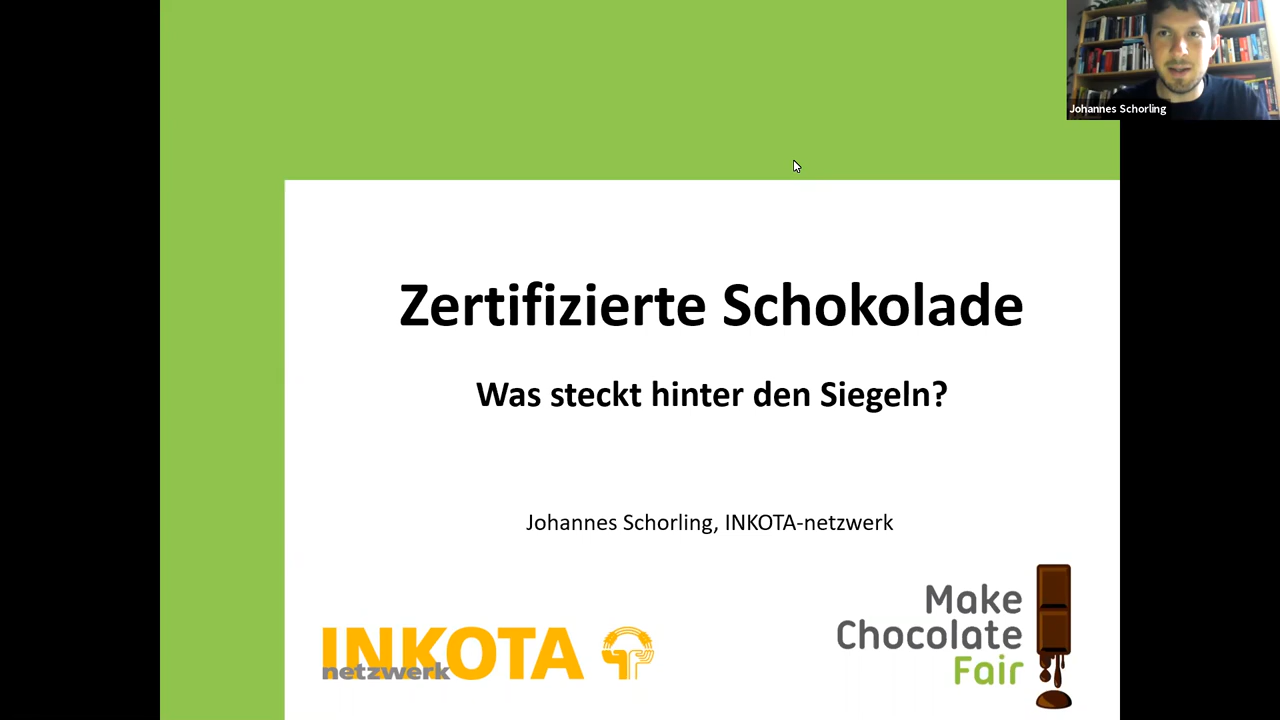 Johannes Schorling
Zertifizierte Schokolade
Was steckt hinter den Siegeln?
Johannes Schorling, INKOTA-netzwerk
INKOTA
netzwerk
Make
Chocolate
Fair